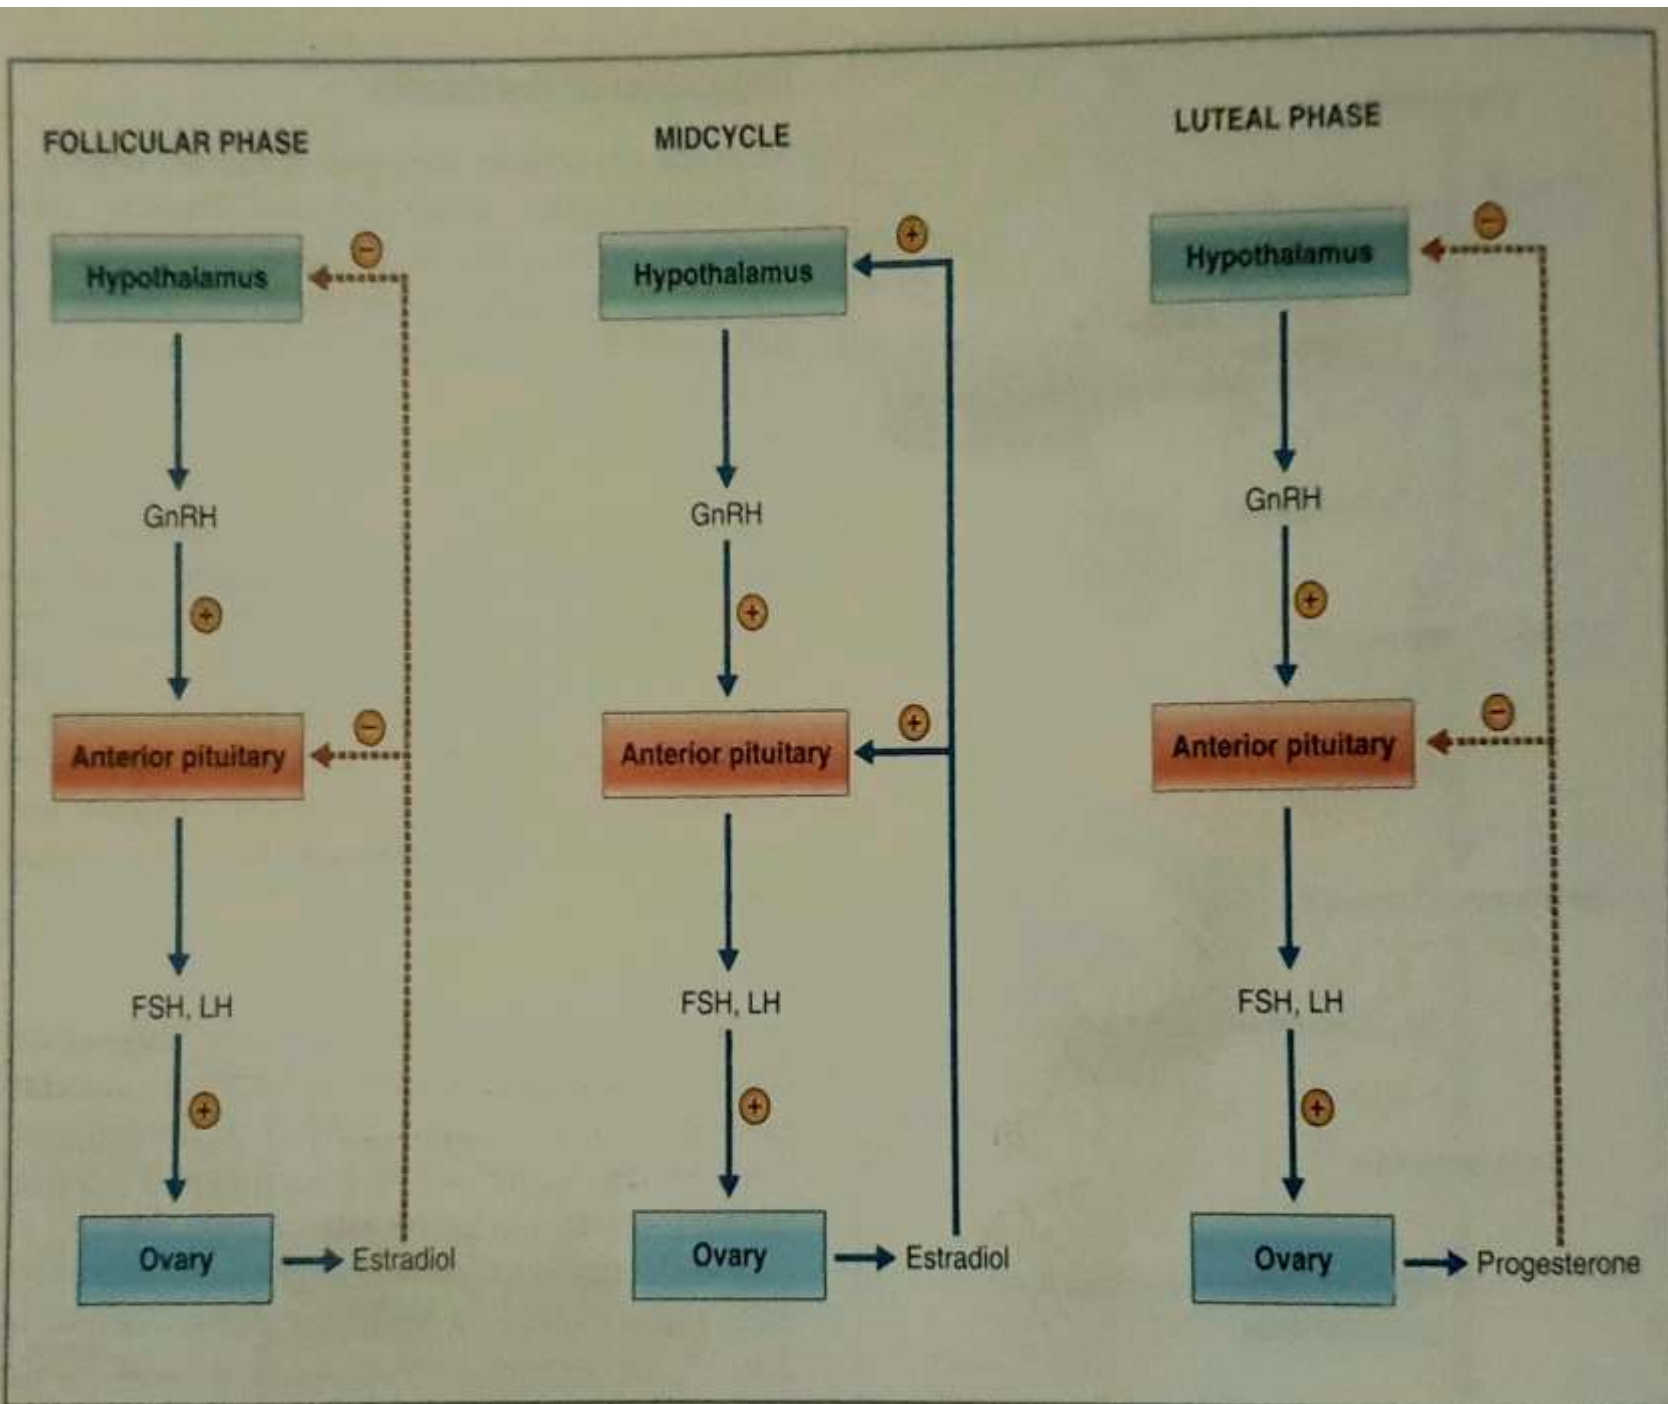 FOLLICULAR PHASE
Hypothalamus
−
GnRH
+
Anterior pituitary
−
FSH, LH
+
Ovary
Estradiol
MIDCYCLE
Hypothalamus
+
GnRH
+
Anterior pituitary
+
FSH, LH
+
Ovary
Estradiol
LUTEAL PHASE
Hypothalamus
−
GnRH
+
Anterior pituitary
−
FSH, LH
+
Ovary
Progesterone